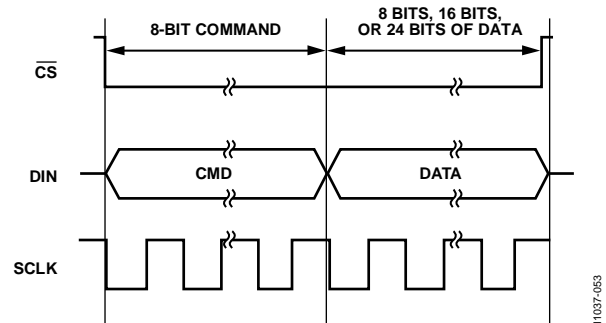 8-BIT COMMAND
8 BITS, 16 BITS,
OR 24 BITS OF DATA
CS
DIN
CMD
DATA
SCLK
11037-053